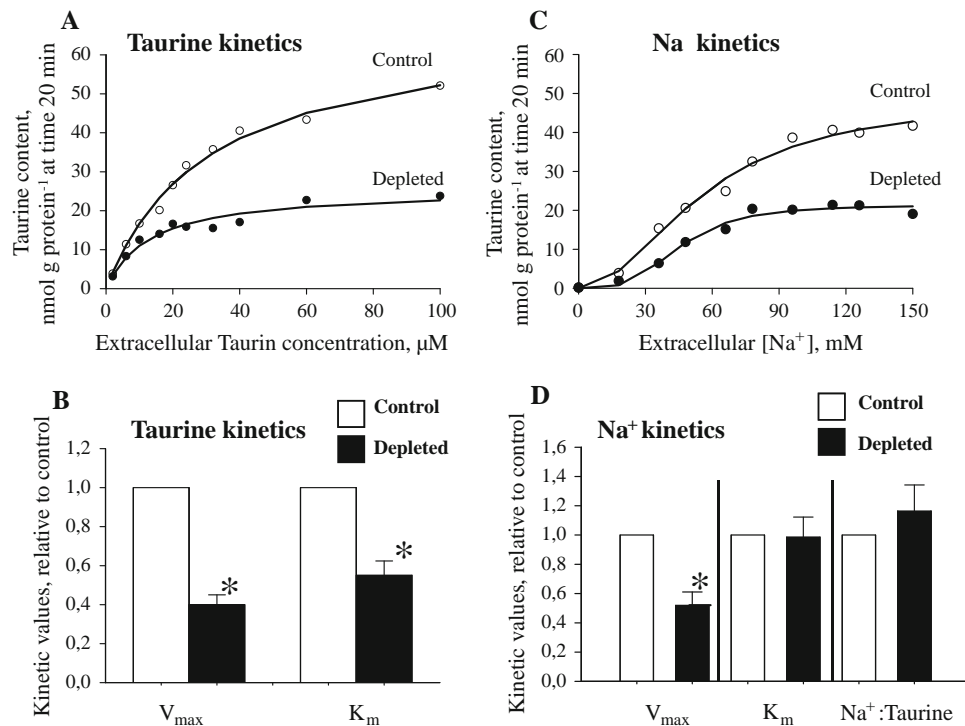 A
Taurine kinetics
Taurine content,
nmol g protein⁻¹ at time 20 min
60
50
40
30
20
10
0
Control
Depleted
0 20 40 60 80 100
Extracellular Taurin concentration, µM
C
Na kinetics
Taurine content,
nmol g protein⁻¹ at time 20 min
60
50
40
30
20
10
0
Control
Depleted
0 30 60 90 120 150
Extracellular [Na⁺], mM
B
Taurine kinetics
Control
Depleted
Kinetic values, relative to control
1,2
1,0
0,8
0,6
0,4
0,2
0,0
*
*
Vmax Km
D
Na⁺ kinetics
Control
Depleted
Kinetic values, relative to control
1,6
1,4
1,2
1,0
0,8
0,6
0,4
0,2
0,0
*
Vmax Km Na⁺:Taurine